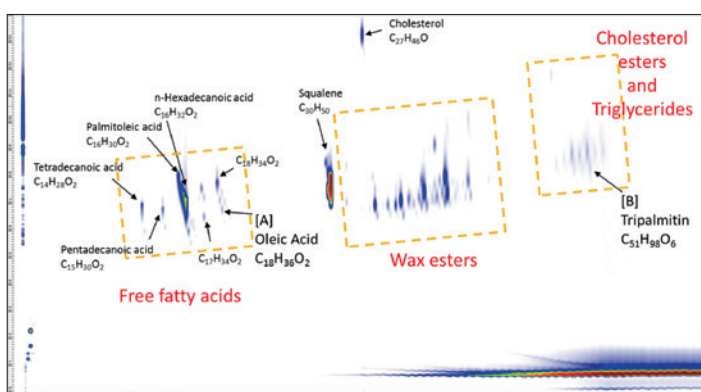 Cholesterol
C27H46O
Cholesterol
esters
and
Triglycerides
n-Hexadecanoic acid
C16H32O2
Squalene
C30H50
Palmitoleic acid
C16H30O2
Tetradecanoic acid
C14H28O2
C18H34O2
[A]
Oleic Acid
C18H36O2
[B]
Tripalmitin
C51H98O6
Pentadecanoic acid
C15H30O2
C17H34O2
Wax esters
Free fatty acids